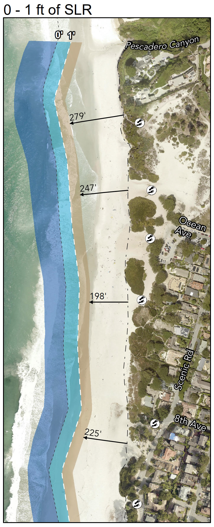 0 - 1 ft of SLR
0' 1'
Pescadero Canyon
279'
247'
Ocean
Ave
198'
Scenic Rd
225'
8th Ave